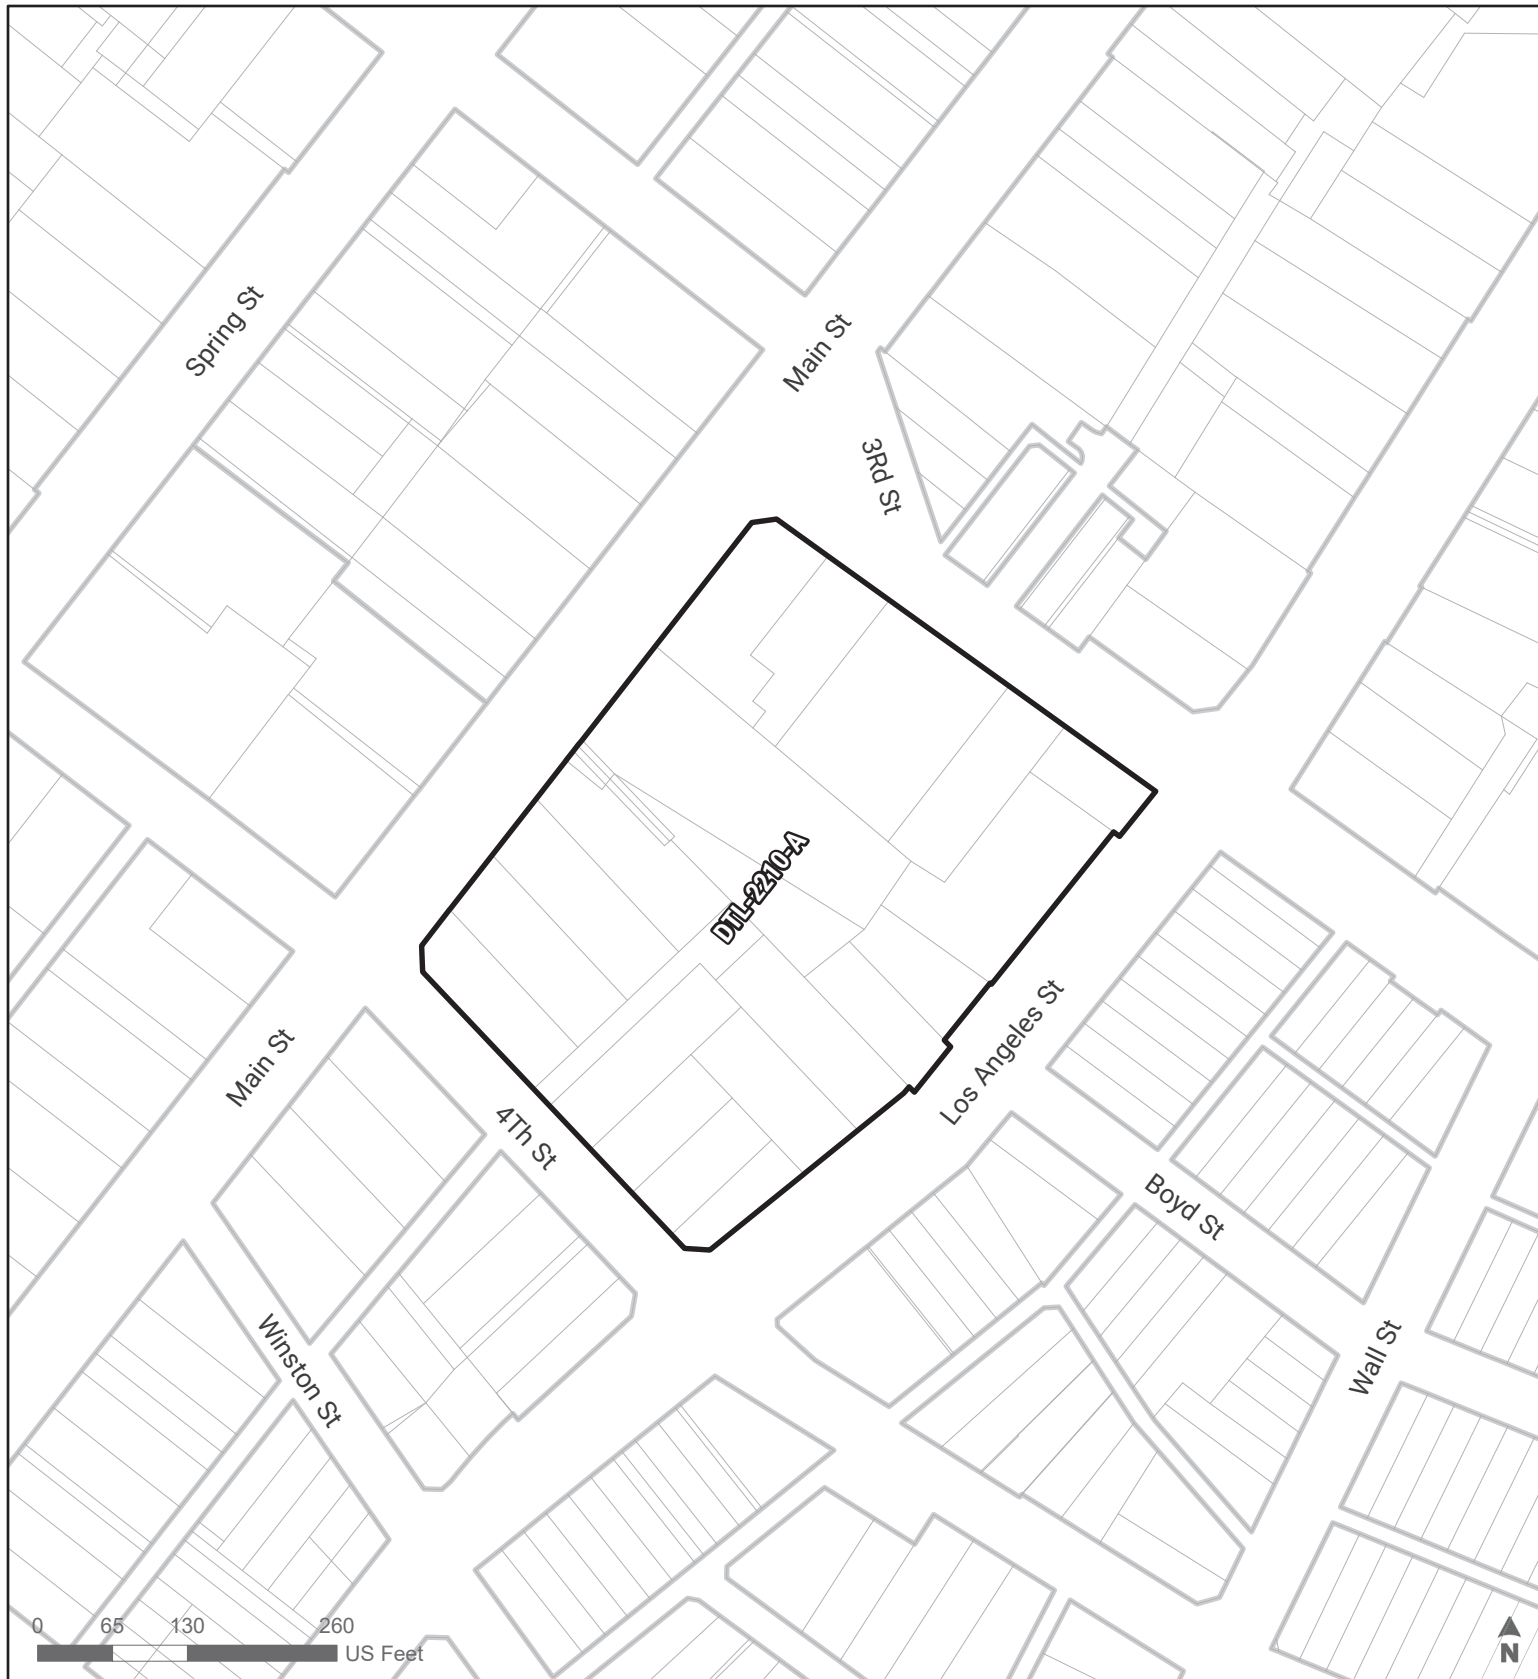 Spring St
Main St
3Rd St
DTL-2210-A
Los Angeles St
Main St
4Th St
Boyd St
Winston St
Wall St
0 65 130 260
US Feet
N